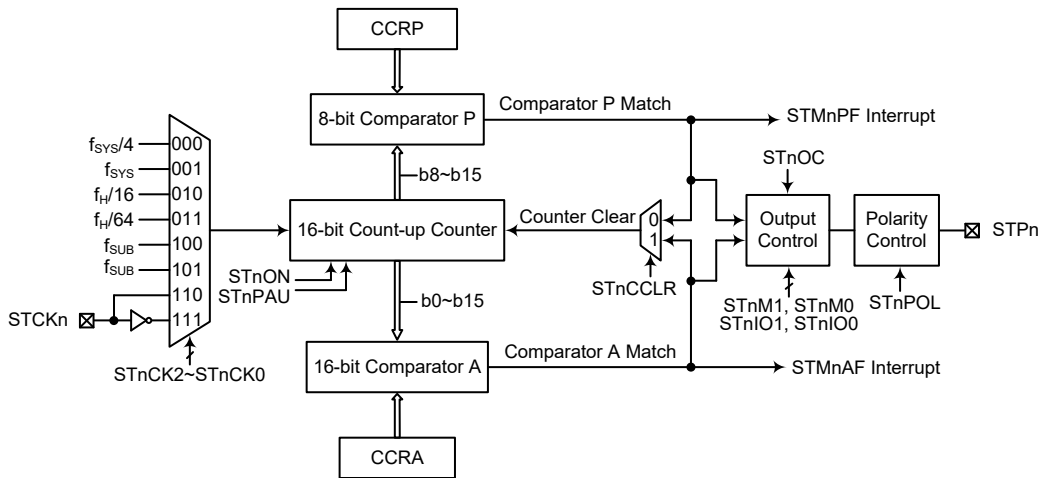 CCRP
8-bit Comparator P
Comparator P Match
STMnPF Interrupt
fSYS/4
000
fSYS
001
fH/16
010
fH/64
011
fSUB
100
fSUB
101
110
111
STCKn
STnCK2~STnCK0
b8~b15
16-bit Count-up Counter
Counter Clear
0
1
STnCCLR
STnON
STnPAU
b0~b15
STnOC
Output
Control
Polarity
Control
STPn
STnM1, STnM0
STnIO1, STnIO0
STnPOL
16-bit Comparator A
Comparator A Match
STMnAF Interrupt
CCRA